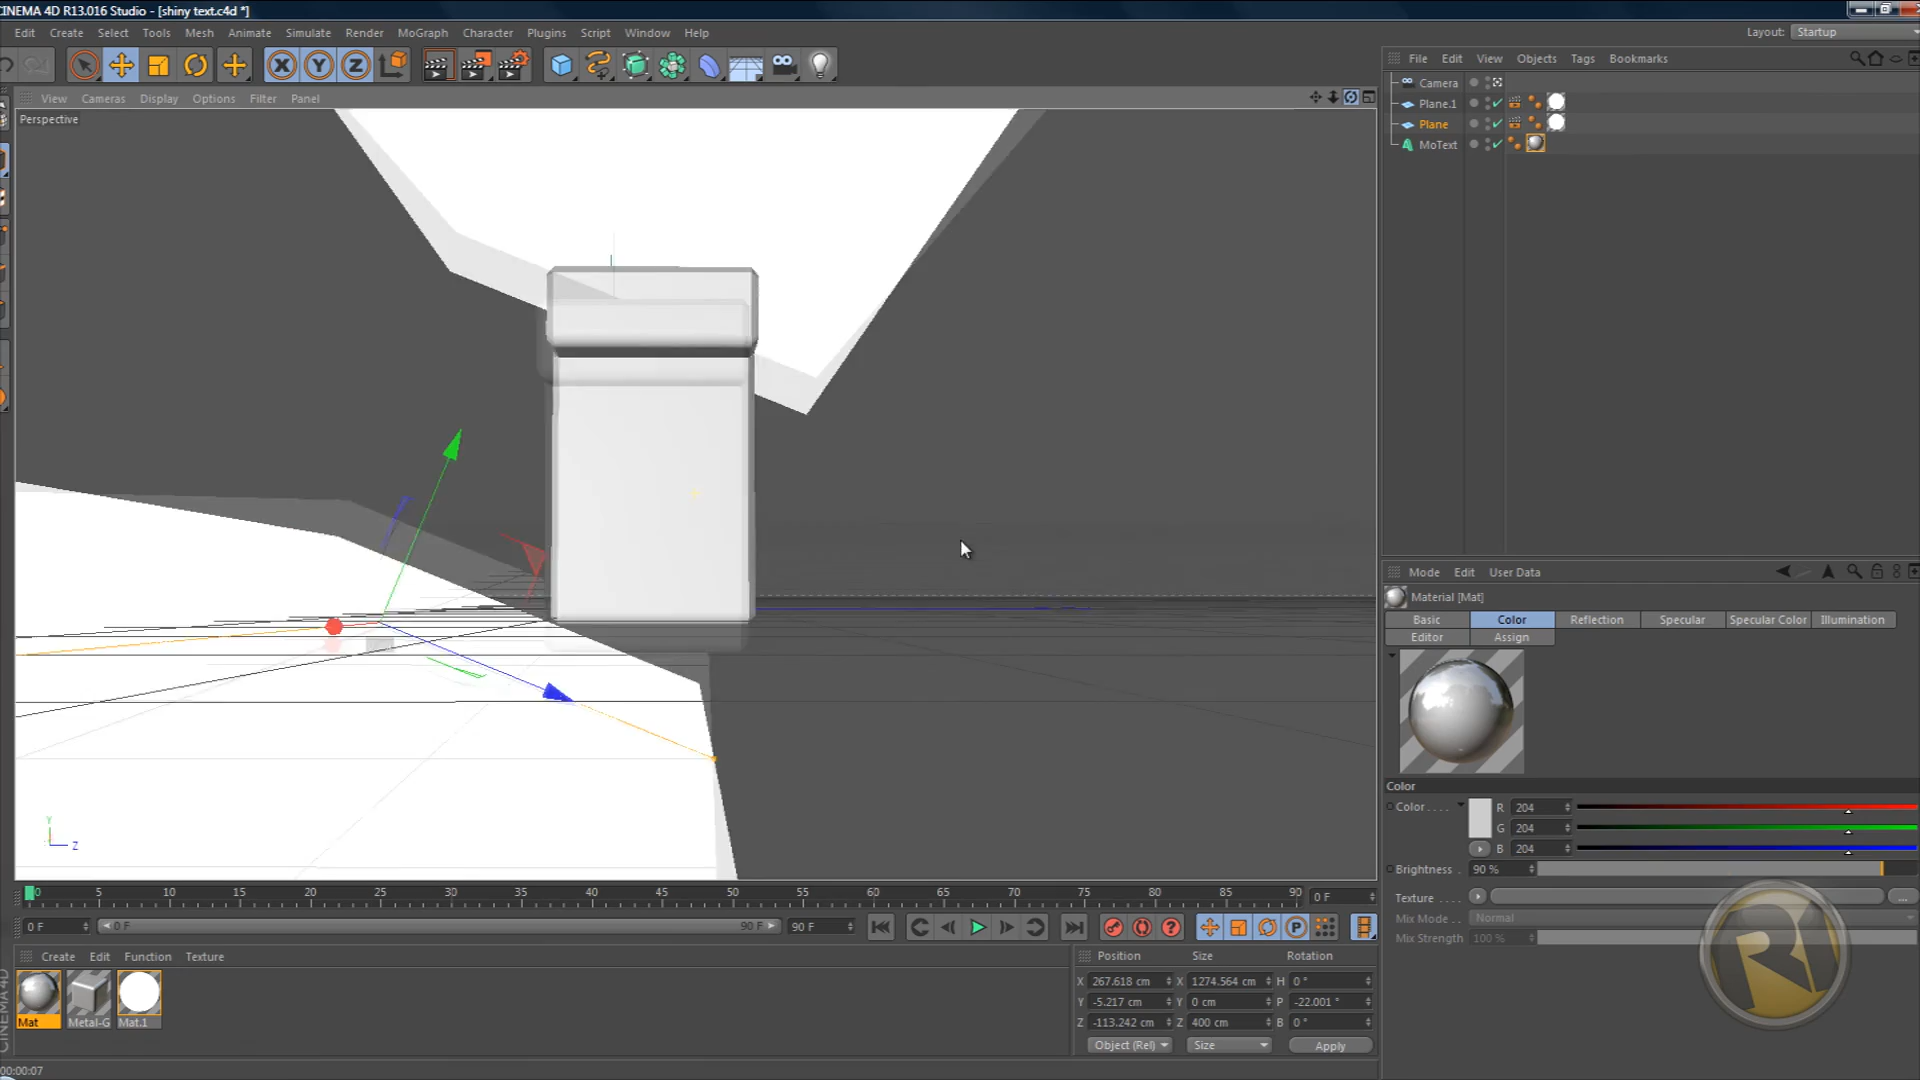 CINEMA 4D R13.016 Studio - [shiny text.c4d *]
Edit Create Select Tools Mesh Animate Simulate Render MoGraph Character Plugins Script Window Help
Layout: Startup
File Edit View Objects Tags Bookmarks
View Cameras Display Options Filter Panel
Perspective
Camera
Plane.1
Plane
MoText
Mode Edit User Data
Material [Mat]
Basic Color Reflection Specular Specular Color Illumination
Editor Assign
Color
Color.... R 204
G 204
B 204
Brightness . 90 %
Texture .... ...
Mix Mode . Normal
Mix Strength 100 %
Y
Z
0 5 10 15 20 25 30 35 40 45 50 55 60 65 70 75 80 85 90 0 F
0 F 0 F 90 F 90 F
Create Edit Function Texture
Mat Metal-G Mat.1
Position Size Rotation
X 267.618 cm X 1274.564 cm H 0 °
Y -5.217 cm Y 0 cm P -22.001 °
Z -113.242 cm Z 400 cm B 0 °
Object (Rel) Size Apply
CINEMA 4D
00:00:07